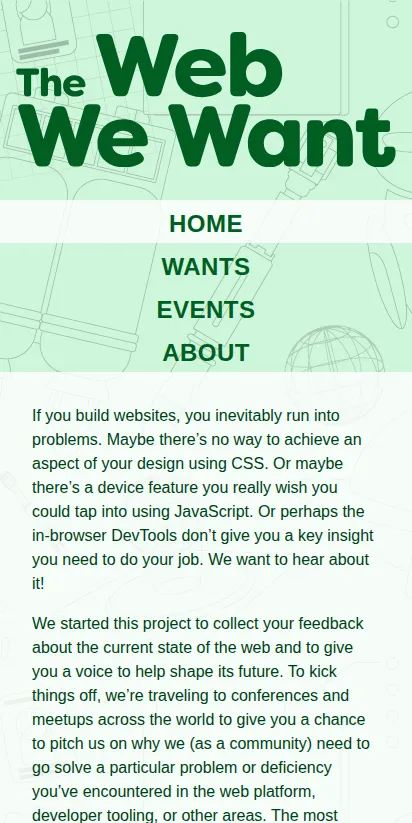 The Web
We Want
HOME
WANTS
EVENTS
ABOUT
If you build websites, you inevitably run into
problems. Maybe there’s no way to achieve an
aspect of your design using CSS. Or maybe
there’s a device feature you really wish you
could tap into using JavaScript. Or perhaps the
in-browser DevTools don’t give you a key insight
you need to do your job. We want to hear about
it!
We started this project to collect your feedback
about the current state of the web and to give
you a voice to help shape its future. To kick
things off, we’re traveling to conferences and
meetups across the world to give you a chance
to pitch us on why we (as a community) need to
go solve a particular problem or deficiency
you’ve encountered in the web platform,
developer tooling, or other areas. The most